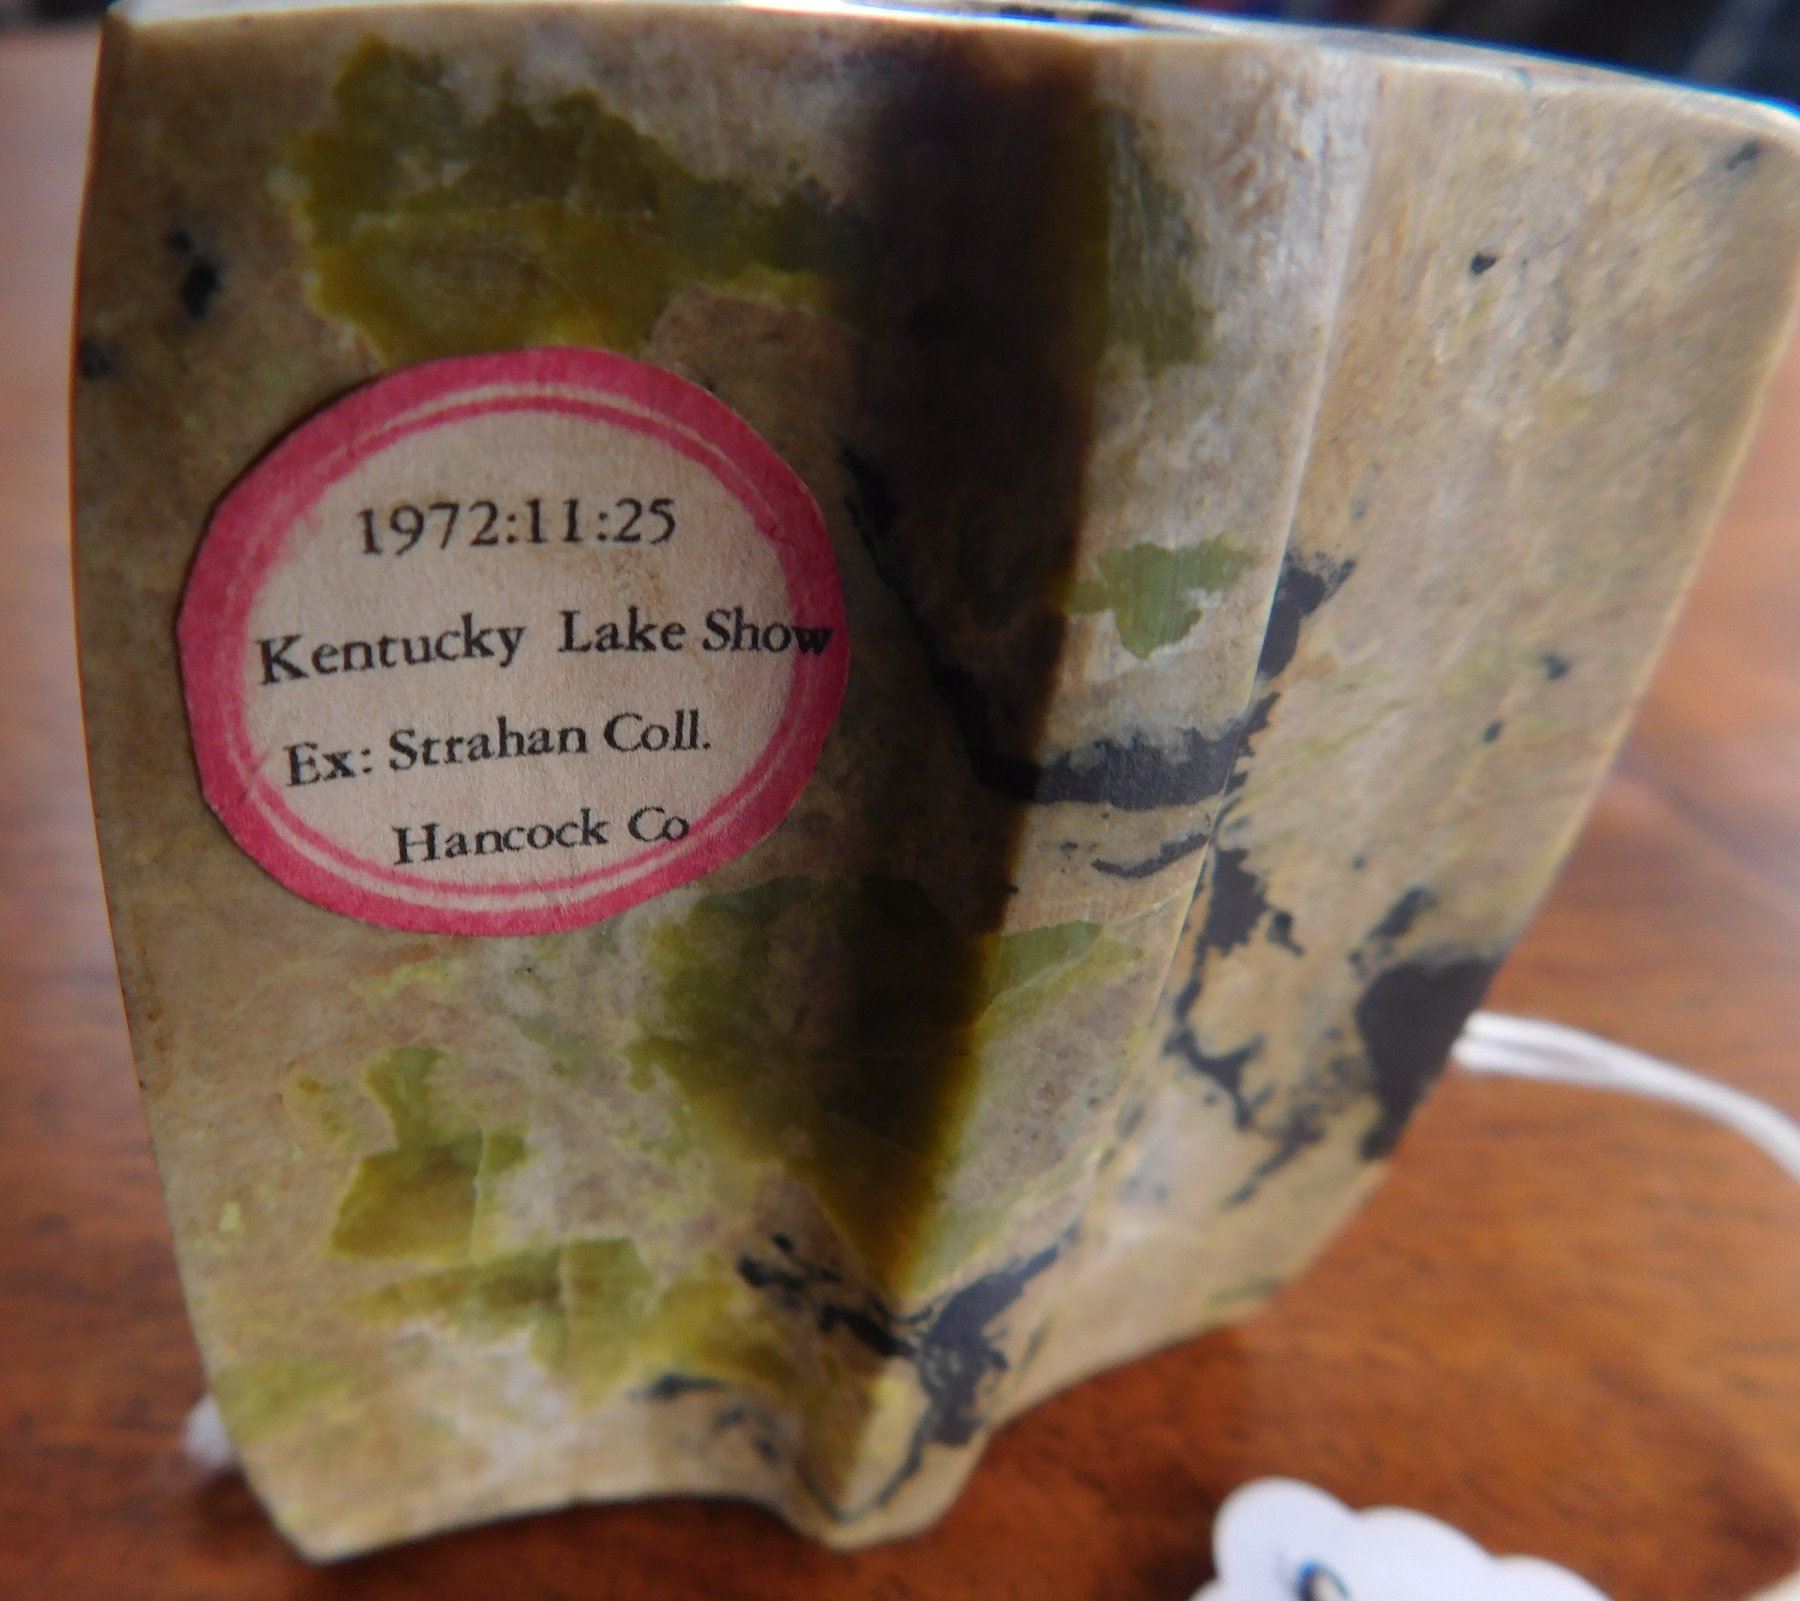 1972:11:25
Kentucky Lake Show
Ex: Strahan Coll.
Hancock Co